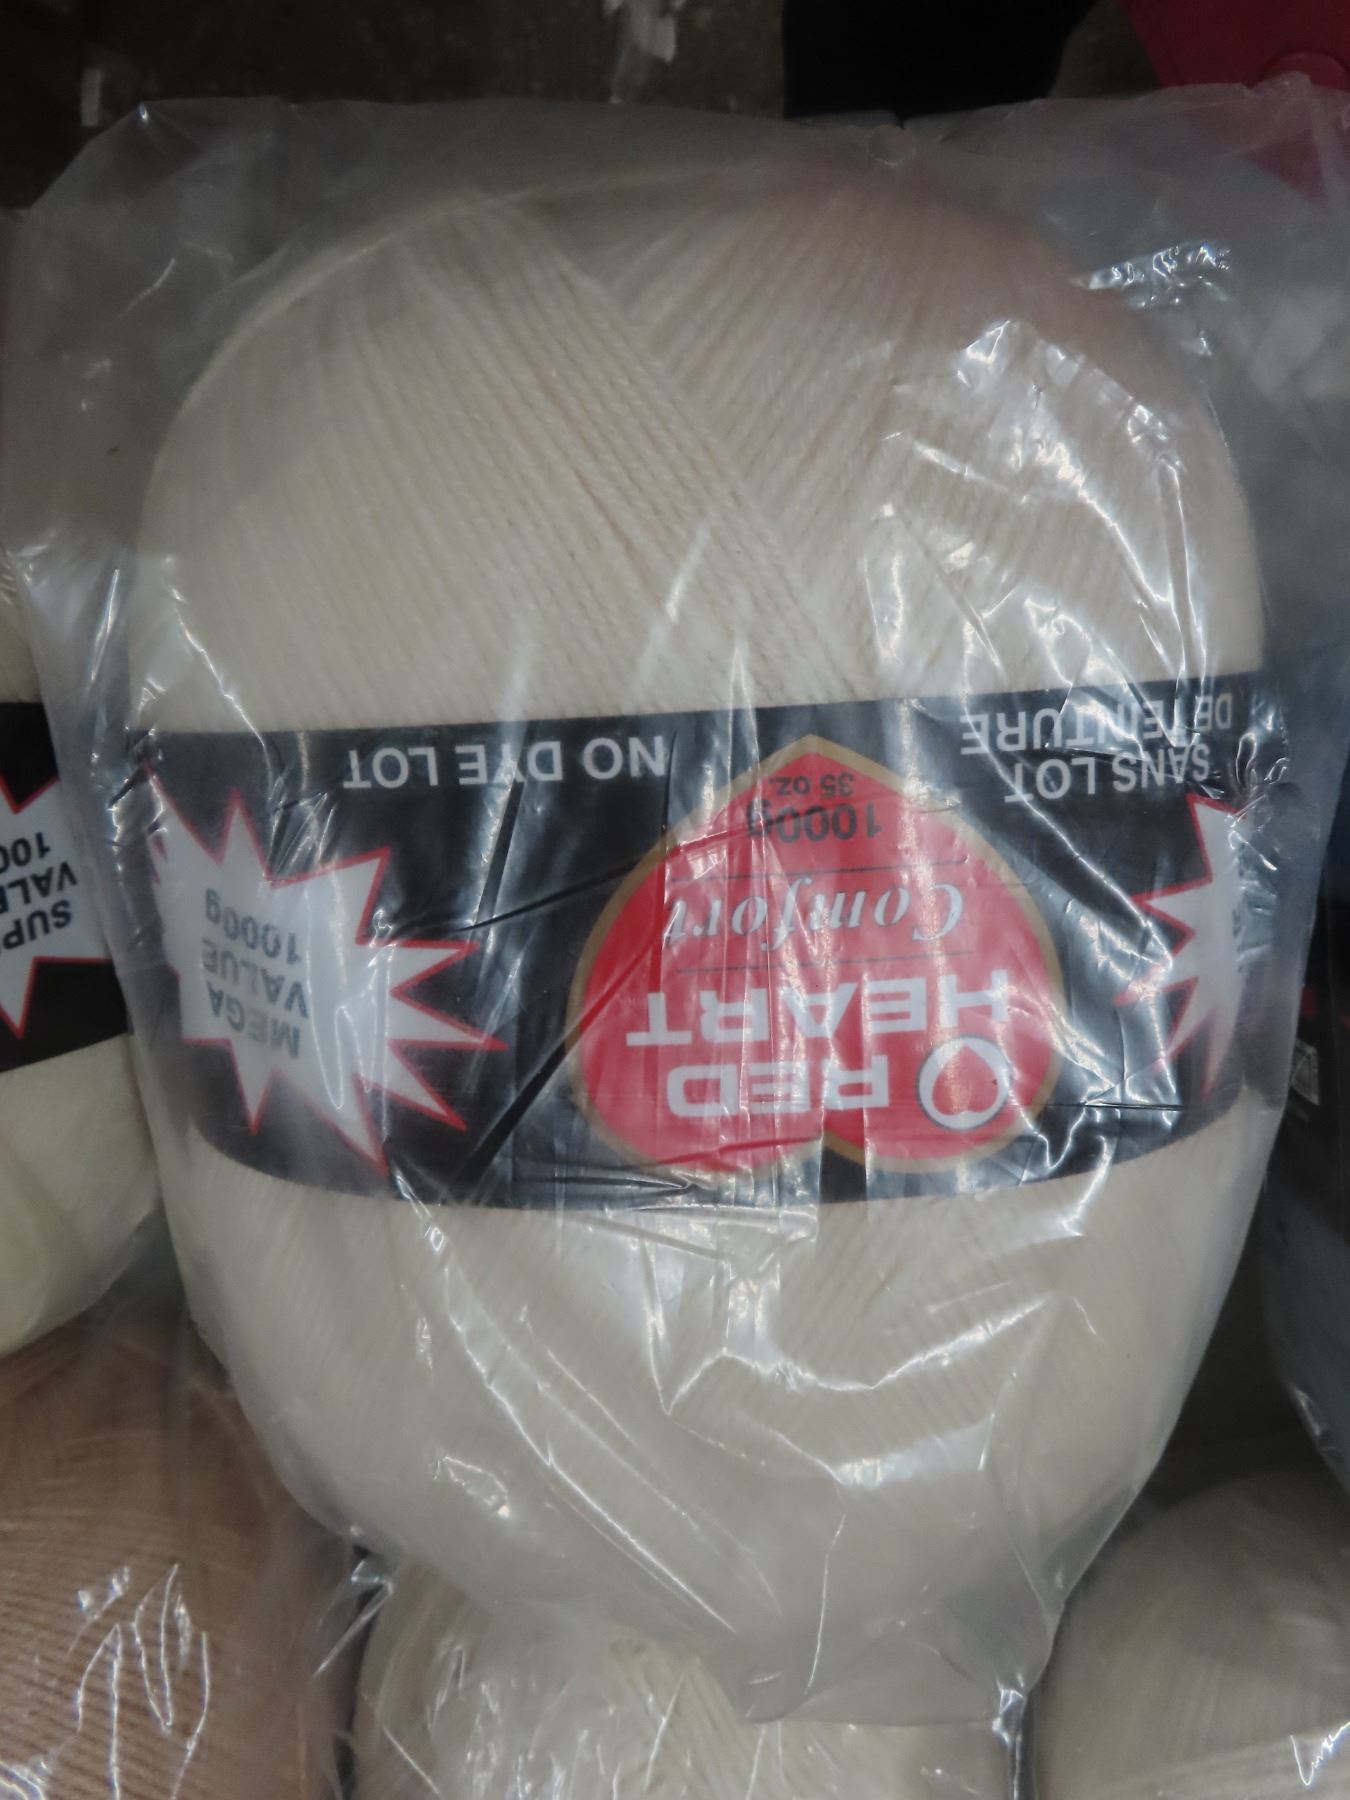 RED
HEART
Comfort
1000g
35 oz.
NO DYE LOT
SANS LOT
DE TEINTURE
MEGA
VALUE
1000g